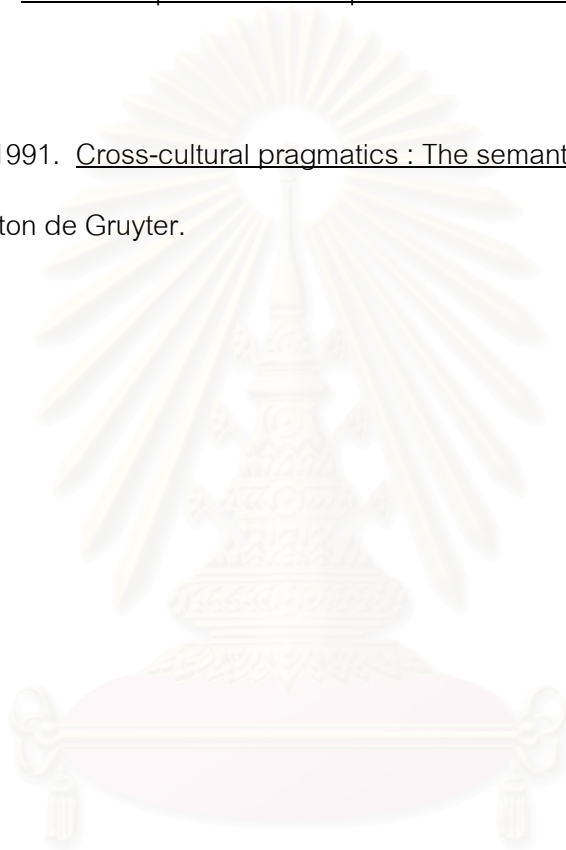 1991. Cross-cultural pragmatics : The semant
ton de Gruyter.